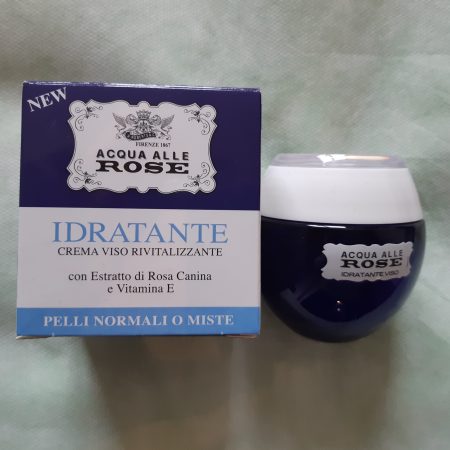 NEW
FIRENZE 1867
ACQUA ALLE
ROSE
IDRATANTE
CREMA VISO RIVITALIZZANTE
con Estratto di Rosa Canina
e Vitamina E
PELLI NORMALI O MISTE
ACQUA ALLE
ROSE
IDRATANTE VISO